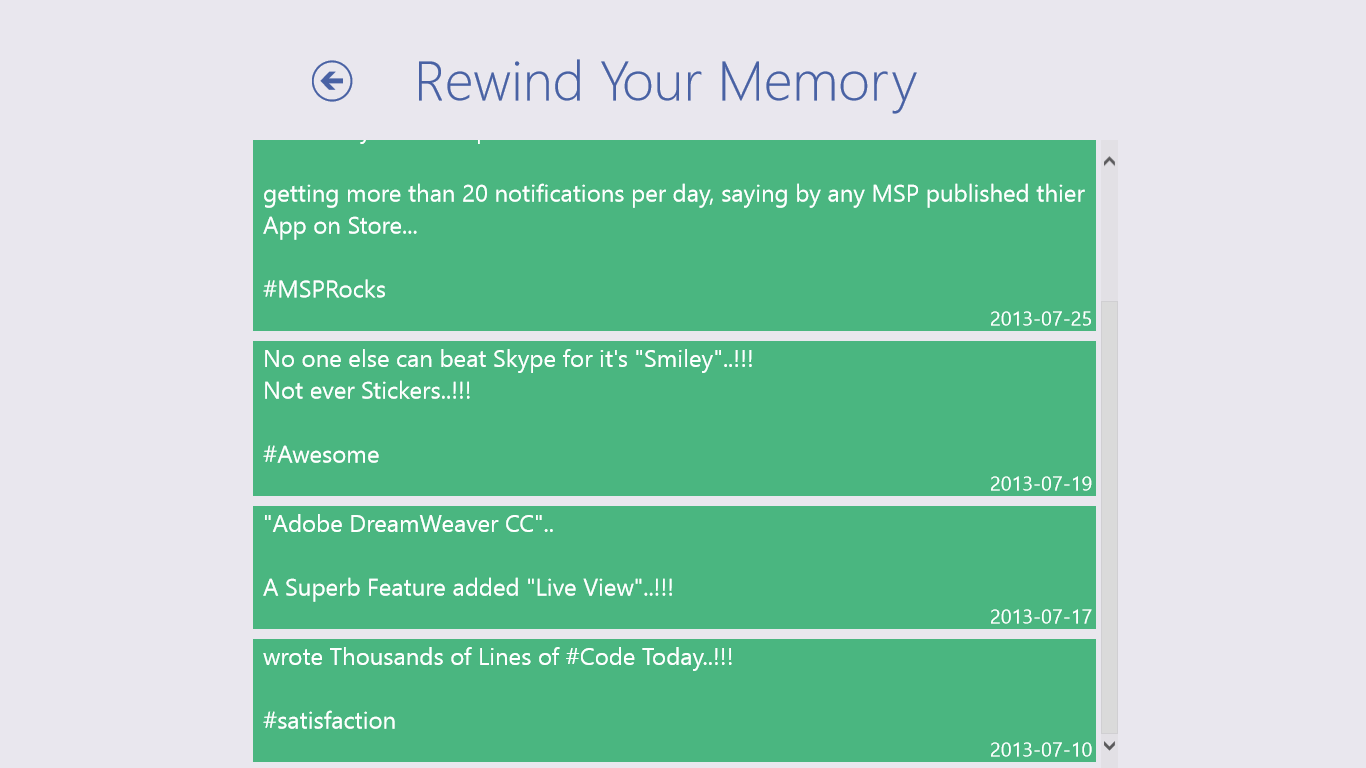 Rewind Your Memory
getting more than 20 notifications per day, saying by any MSP published thier
App on Store...
#MSPRocks
2013-07-25
No one else can beat Skype for it's "Smiley"..!!!
Not ever Stickers..!!!
#Awesome
2013-07-19
"Adobe DreamWeaver CC"..
A Superb Feature added "Live View"..!!!
2013-07-17
wrote Thousands of Lines of #Code Today..!!!
#satisfaction
2013-07-10